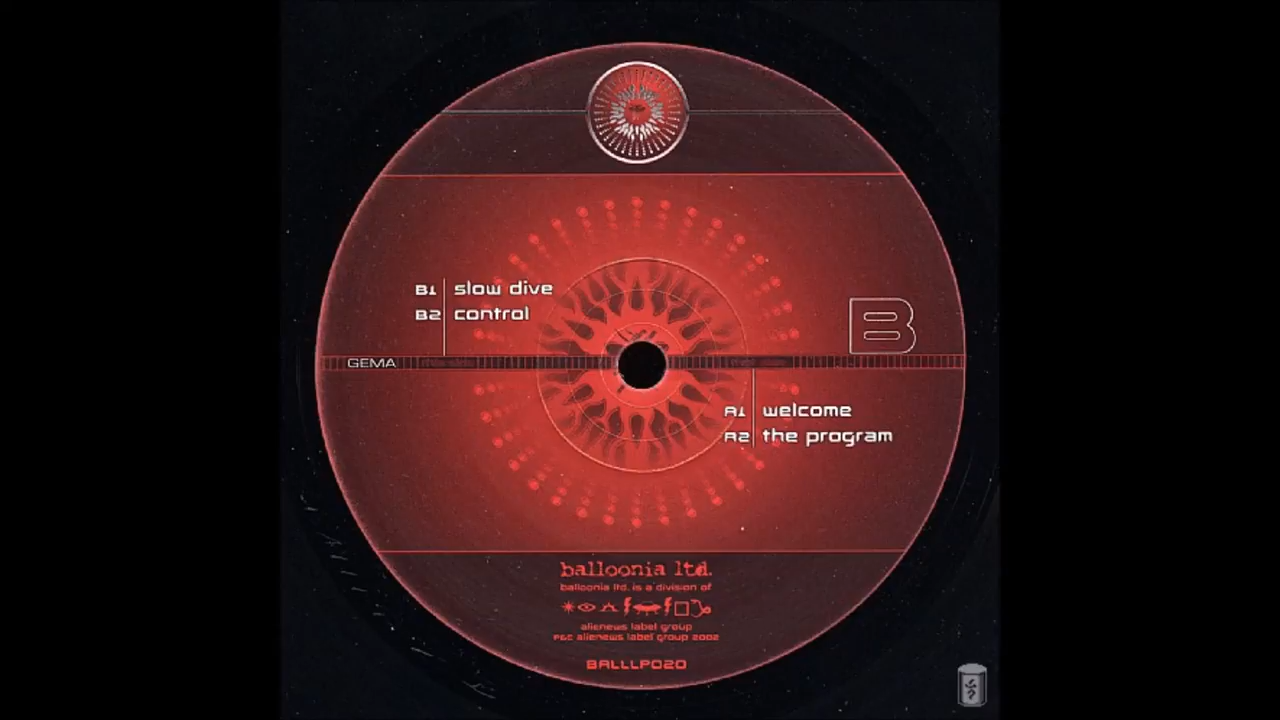 B1 slow dive
B2 control
B
GEMA
A1 welcome
A2 the program
balloonia ltd.
balloonia ltd. is a division of
alienews label group
P&C alienews label group 2002
BALLLP020